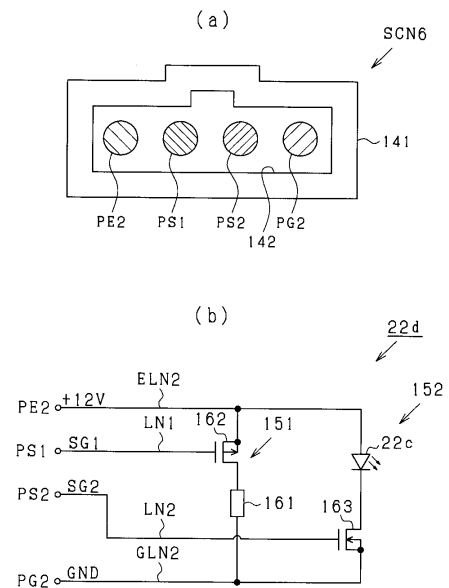 (a)
SCN6
141
PE2
PS1
PS2
PG2
142
(b)
22d
ELN2
152
PE2 +12V
LN1
162
151
22c
PS1 SG1
PS2 SG2
161
163
LN2
GLN2
PG2 GND